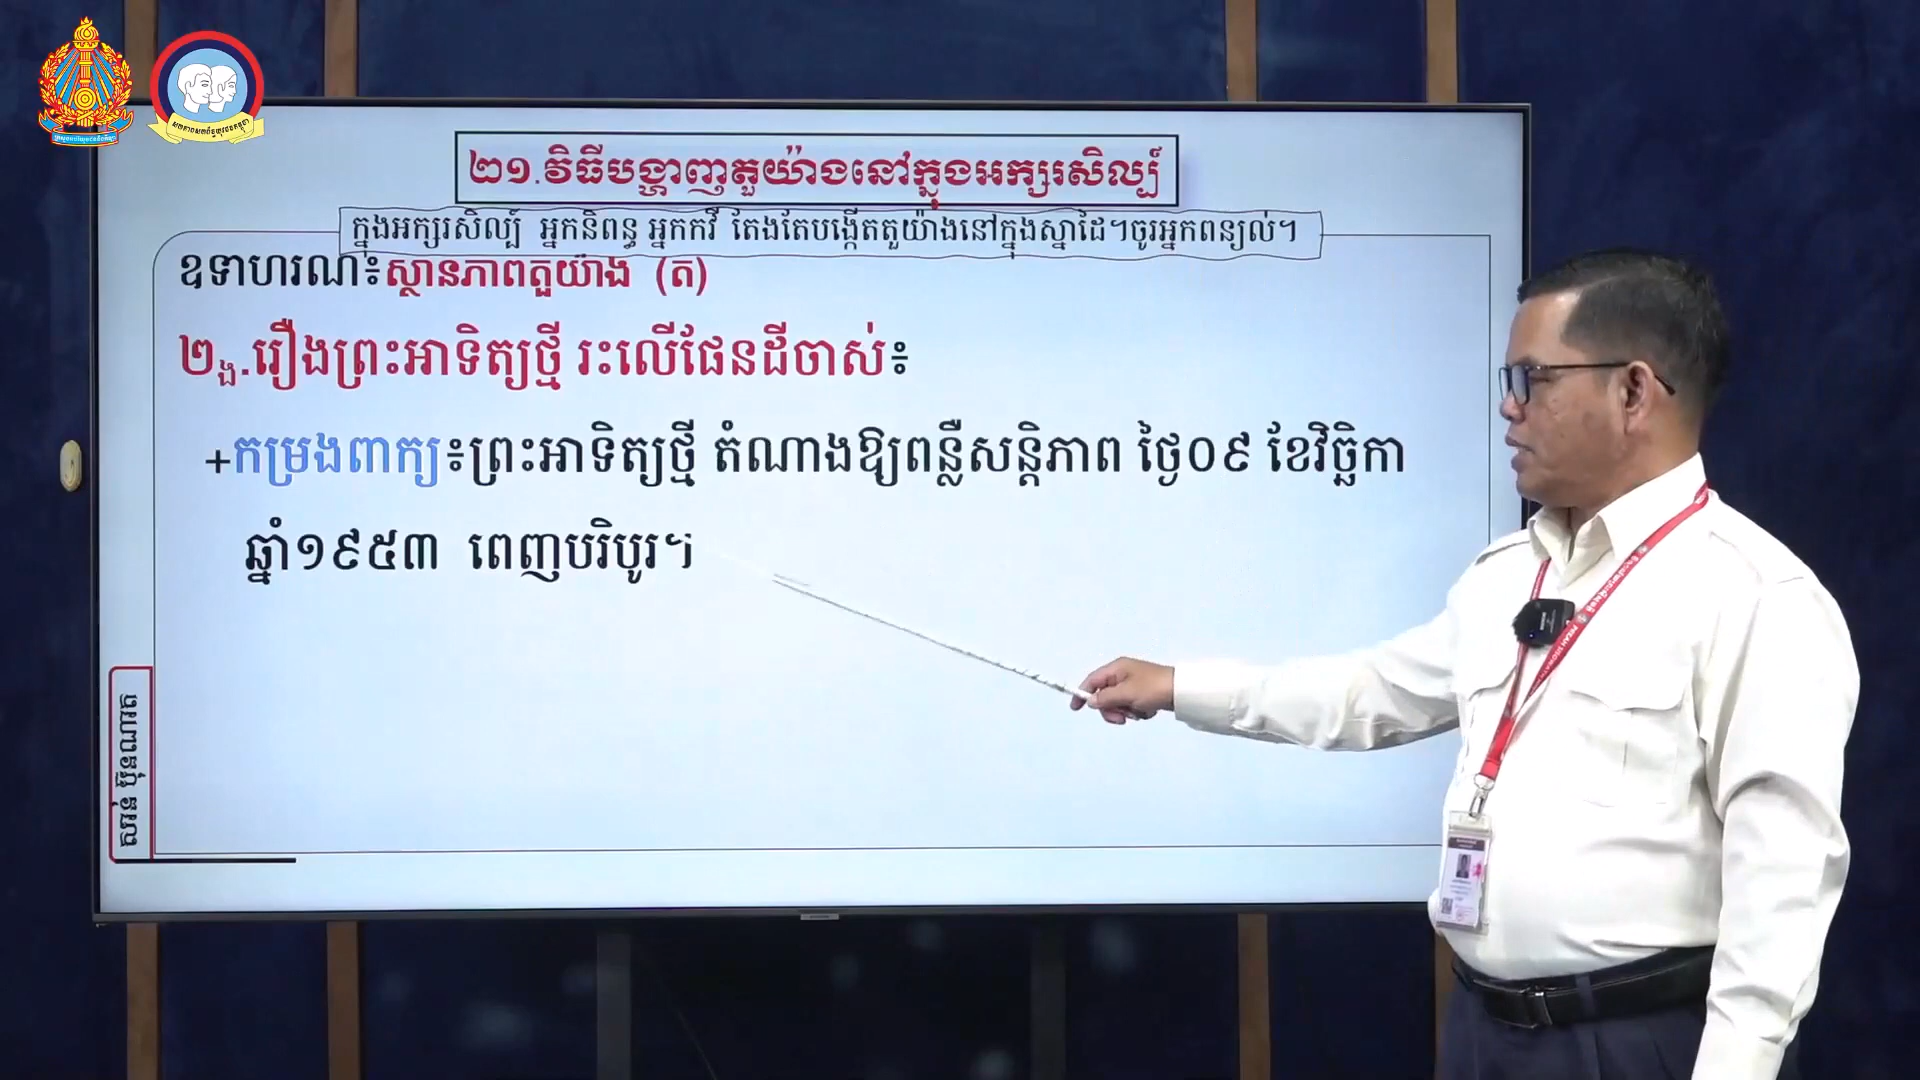 ២១.វិធីបង្ហាញតួយ៉ាងនៅក្នុងអក្សរសិល្ប៍
ក្នុងអក្សរសិល្ប៍ អ្នកនិពន្ធ អ្នកកវី តែងតែបង្កើតតួយ៉ាងនៅក្នុងស្នាដៃ។ចូរអ្នកពន្យល់។
ឧទាហរណ៖ស្ថានភាពតួយ៉ាង (ត)
២ង.រឿងព្រះអាទិត្យថ្មី រះលើផែនដីចាស់៖
+កម្រងពាក្យ៖ព្រះអាទិត្យថ្មី តំណាងឱ្យពន្លឺសន្តិភាព ថ្ងៃ០៩ ខែវិច្ឆិកា
ឆ្នាំ១៩៥៣ ពេញបរិបូរ